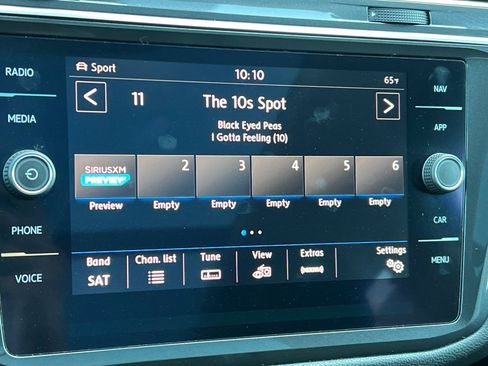 RADIO
MEDIA
PHONE
VOICE
Sport
10:10
65°F
11
The 10s Spot
Black Eyed Peas
I Gotta Feeling (10)
SIRIUSXM
PREVIEW
2
3
4
5
6
Preview
Empty
Empty
Empty
Empty
Empty
Band
SAT
Chan. list
Tune
View
Extras
Settings
NAV
APP
CAR
MENU